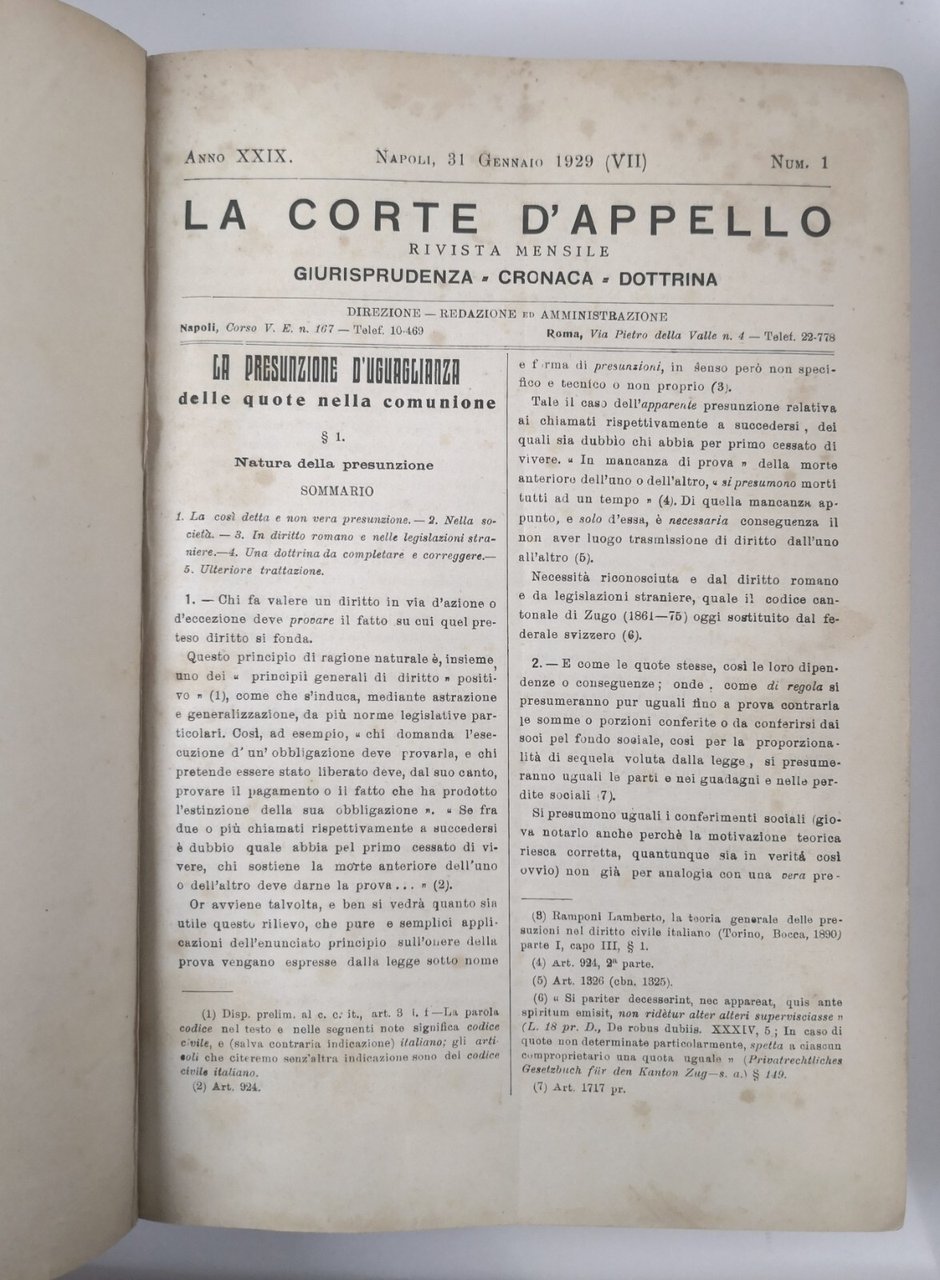 ANNO XXIX. NAPOLI, 31 GENNAIO 1929 (VII) NUM. 1
LA CORTE D'APPELLO
RIVISTA MENSILE
GIURISPRUDENZA - CRONACA - DOTTRINA
DIREZIONE — REDAZIONE ED AMMINISTRAZIONE
Napoli, Corso V. E. n. 167 — Telef. 10-469
Roma, Via Pietro della Valle n. 4 — Telef. 22-778
LA PRESUNZIONE D'UGUAGLIANZA
delle quote nella comunione
§ 1.
Natura della presunzione
SOMMARIO
1. La così detta e non vera presunzione. — 2. Nella so-
cietà. — 3. In diritto romano e nelle legislazioni stra-
niere.—4. Una dottrina da completare e correggere.—
5. Ulteriore trattazione.
1. — Chi fa valere un diritto in via d'azione o
d'eccezione deve provare il fatto su cui quel pre-
teso diritto si fonda.
Questo principio di ragione naturale è, insieme,
uno dei “ principii generali di diritto „ positi-
vo „ (1), come che s'induca, mediante astrazione
e generalizzazione, da più norme legislative par-
ticolari. Così, ad esempio, “ chi domanda l'ese-
cuzione d' un' obbligazione deve provarla, e chi
pretende essere stato liberato deve, dal suo canto,
provare il pagamento o il fatto che ha prodotto
l'estinzione della sua obbligazione „. “ Se fra
due o più chiamati rispettivamente a succedersi
è dubbio quale abbia pel primo cessato di vi-
vere, chi sostiene la morte anteriore dell'uno
o dell'altro deve darne la prova... „ (2).
Or avviene talvolta, e ben si vedrà quanto sia
utile questo rilievo, che pure e semplici appli-
cazioni dell'enunciato principio sull'onere della
prova vengano espresse dalla legge sotto nome
(1) Disp. prelim. al c. c. it., art. 3 i. f—La parola
codice nel testo e nelle seguenti note significa codice
civile, e (salva contraria indicazione) italiano; gli arti-
coli che citeremo senz'altra indicazione sono del codice
civile italiano.
(2) Art. 924.
e forma di presunzioni, in senso però non speci-
fico e tecnico o non proprio (3).
Tale il caso dell'apparente presunzione relativa
ai chiamati rispettivamente a succedersi, dei
quali sia dubbio chi abbia per primo cessato di
vivere. “ In mancanza di prova „ della morte
anteriore dell'uno o dell'altro, “ si presumono morti
tutti ad un tempo „ (4). Di quella mancanza ap-
punto, e solo d'essa, è necessaria conseguenza il
non aver luogo trasmissione di diritto dall'uno
all'altro (5).
Necessità riconosciuta e dal diritto romano
e da legislazioni straniere, quale il codice can-
tonale di Zugo (1861—75) oggi sostituito dal fe-
derale svizzero (6).
2. — E come le quote stesse, così le loro dipen-
denze o conseguenze; onde , come di regola si
presumeranno pur uguali fino a prova contraria
le somme o porzioni conferite o da conferirsi dai
soci pel fondo sociale, così per la proporziona-
lità di sequela voluta dalla legge, si presume-
ranno uguali le parti e nei guadagni e nelle per-
dite sociali (7).
Si presumono uguali i conferimenti sociali (gio-
va notarlo anche perchè la motivazione teorica
riesca corretta, quantunque sia in verità così
ovvio) non già per analogia con una vera pre-
(3) Ramponi Lamberto, la teoria generale delle pre-
suzioni nel diritto civile italiano (Torino, Bocca, 1890)
parte I, capo III, § 1.
(4) Art. 924, 2ª parte.
(5) Art. 1326 (cbn. 1325).
(6) “ Si pariter decesserint, nec appareat, quis ante
spiritum emisit, non ridètur alter alteri supervisciasse „
(L. 18 pr. D., De robus dubiis. XXXIV, 5 ; In caso di
quote non determinate particolarmente, spetta a ciascun
comproprietario una quota uguale „ (Privatrechtliches
Gesetzbuch für den Kanton Zug—s. a.) § 149.
(7) Art. 1717 pr.